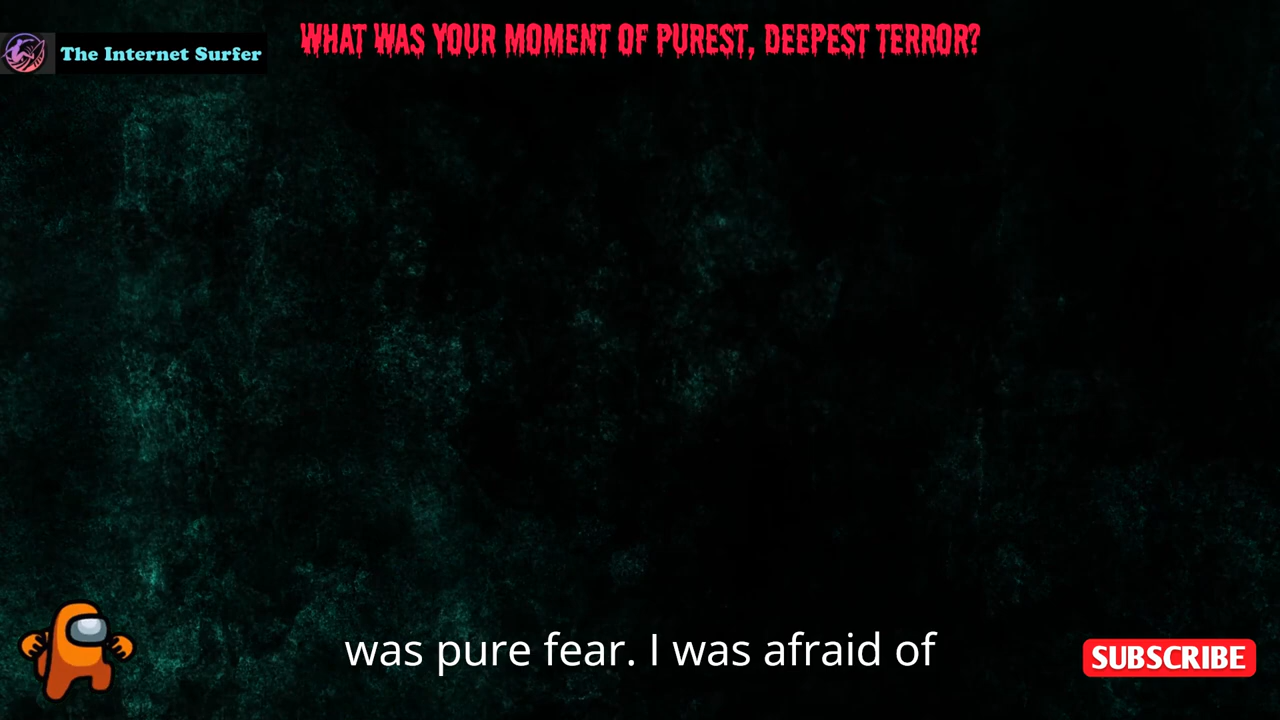 WHAT WAS YOUR MOMENT OF PUREST, DEEPEST TERROR?
The Internet Surfer
was pure fear. I was afraid of
SUBSCRIBE